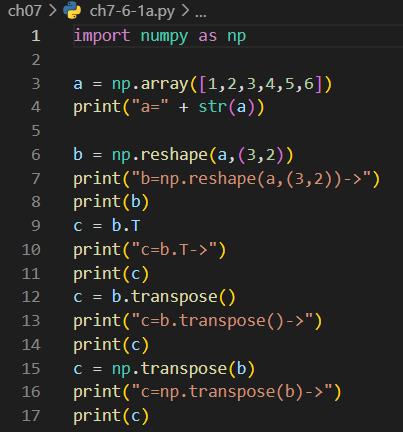 ch07 > ch7-6-1a.py > ...
1 import numpy as np
2
3 a = np.array([1,2,3,4,5,6])
4 print("a=" + str(a))
5
6 b = np.reshape(a,(3,2))
7 print("b=np.reshape(a,(3,2))->")
8 print(b)
9 c = b.T
10 print("c=b.T->")
11 print(c)
12 c = b.transpose()
13 print("c=b.transpose()->")
14 print(c)
15 c = np.transpose(b)
16 print("c=np.transpose(b)->")
17 print(c)